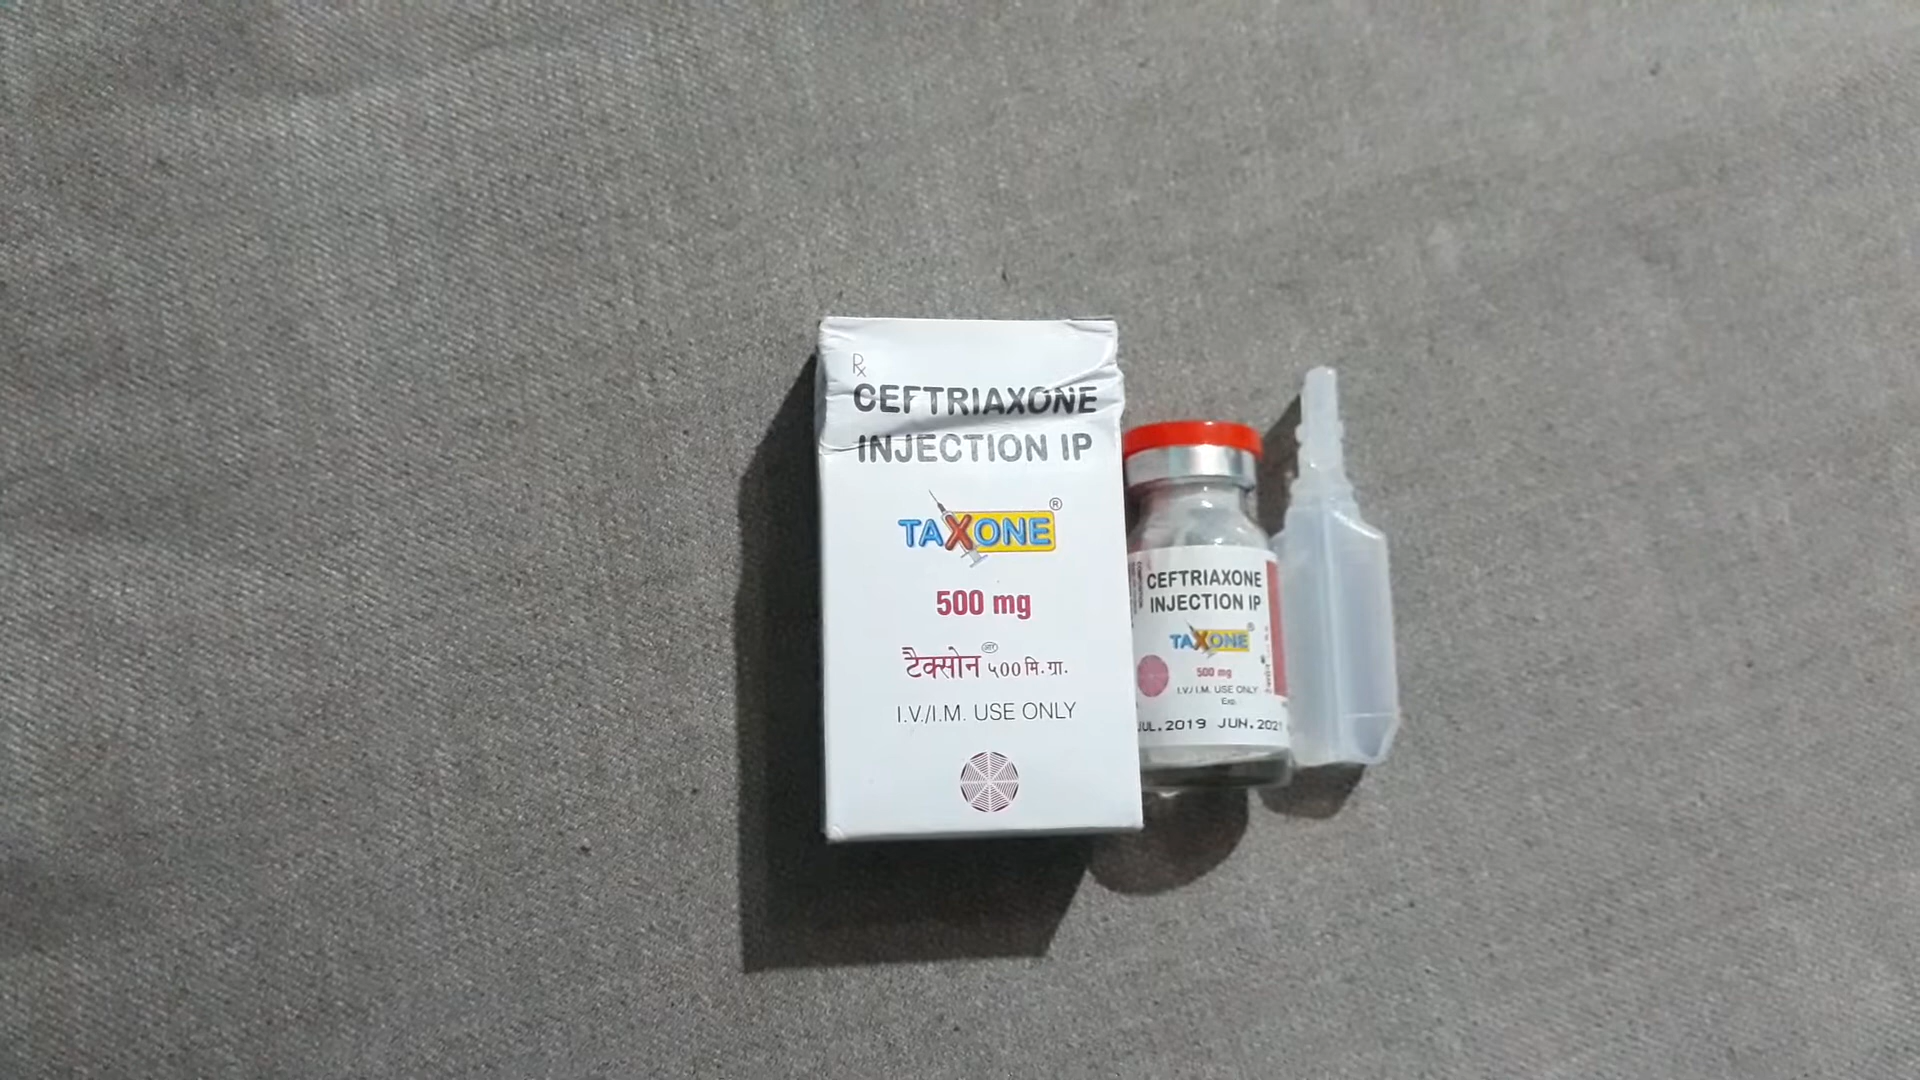 Rx
CEFTRIAXONE
INJECTION IP
TAXONE®
500 mg
टैक्सोन ५०० मि. ग्रा.
I.V./I.M. USE ONLY
CEFTRIAXONE
INJECTION IP
TAXONE®
500 mg
I.V./I.M. USE ONLY
Exp.
JUL.2019 JUN.2021